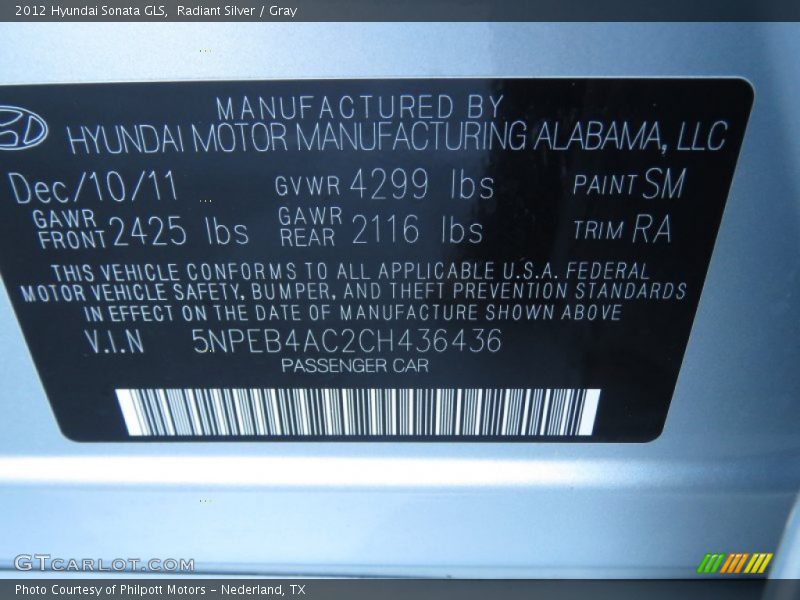 2012 Hyundai Sonata GLS, Radiant Silver / Gray
MANUFACTURED BY
HYUNDAI MOTOR MANUFACTURING ALABAMA, LLC
Dec/10/11 GVWR 4299 lbs PAINT SM
GAWR FRONT 2425 lbs GAWR REAR 2116 lbs TRIM RA
THIS VEHICLE CONFORMS TO ALL APPLICABLE U.S.A. FEDERAL
MOTOR VEHICLE SAFETY, BUMPER, AND THEFT PREVENTION STANDARDS
IN EFFECT ON THE DATE OF MANUFACTURE SHOWN ABOVE
V.I.N 5NPEB4AC2CH436436
PASSENGER CAR
GTCARLOT.COM
Photo Courtesy of Philpott Motors - Nederland, TX